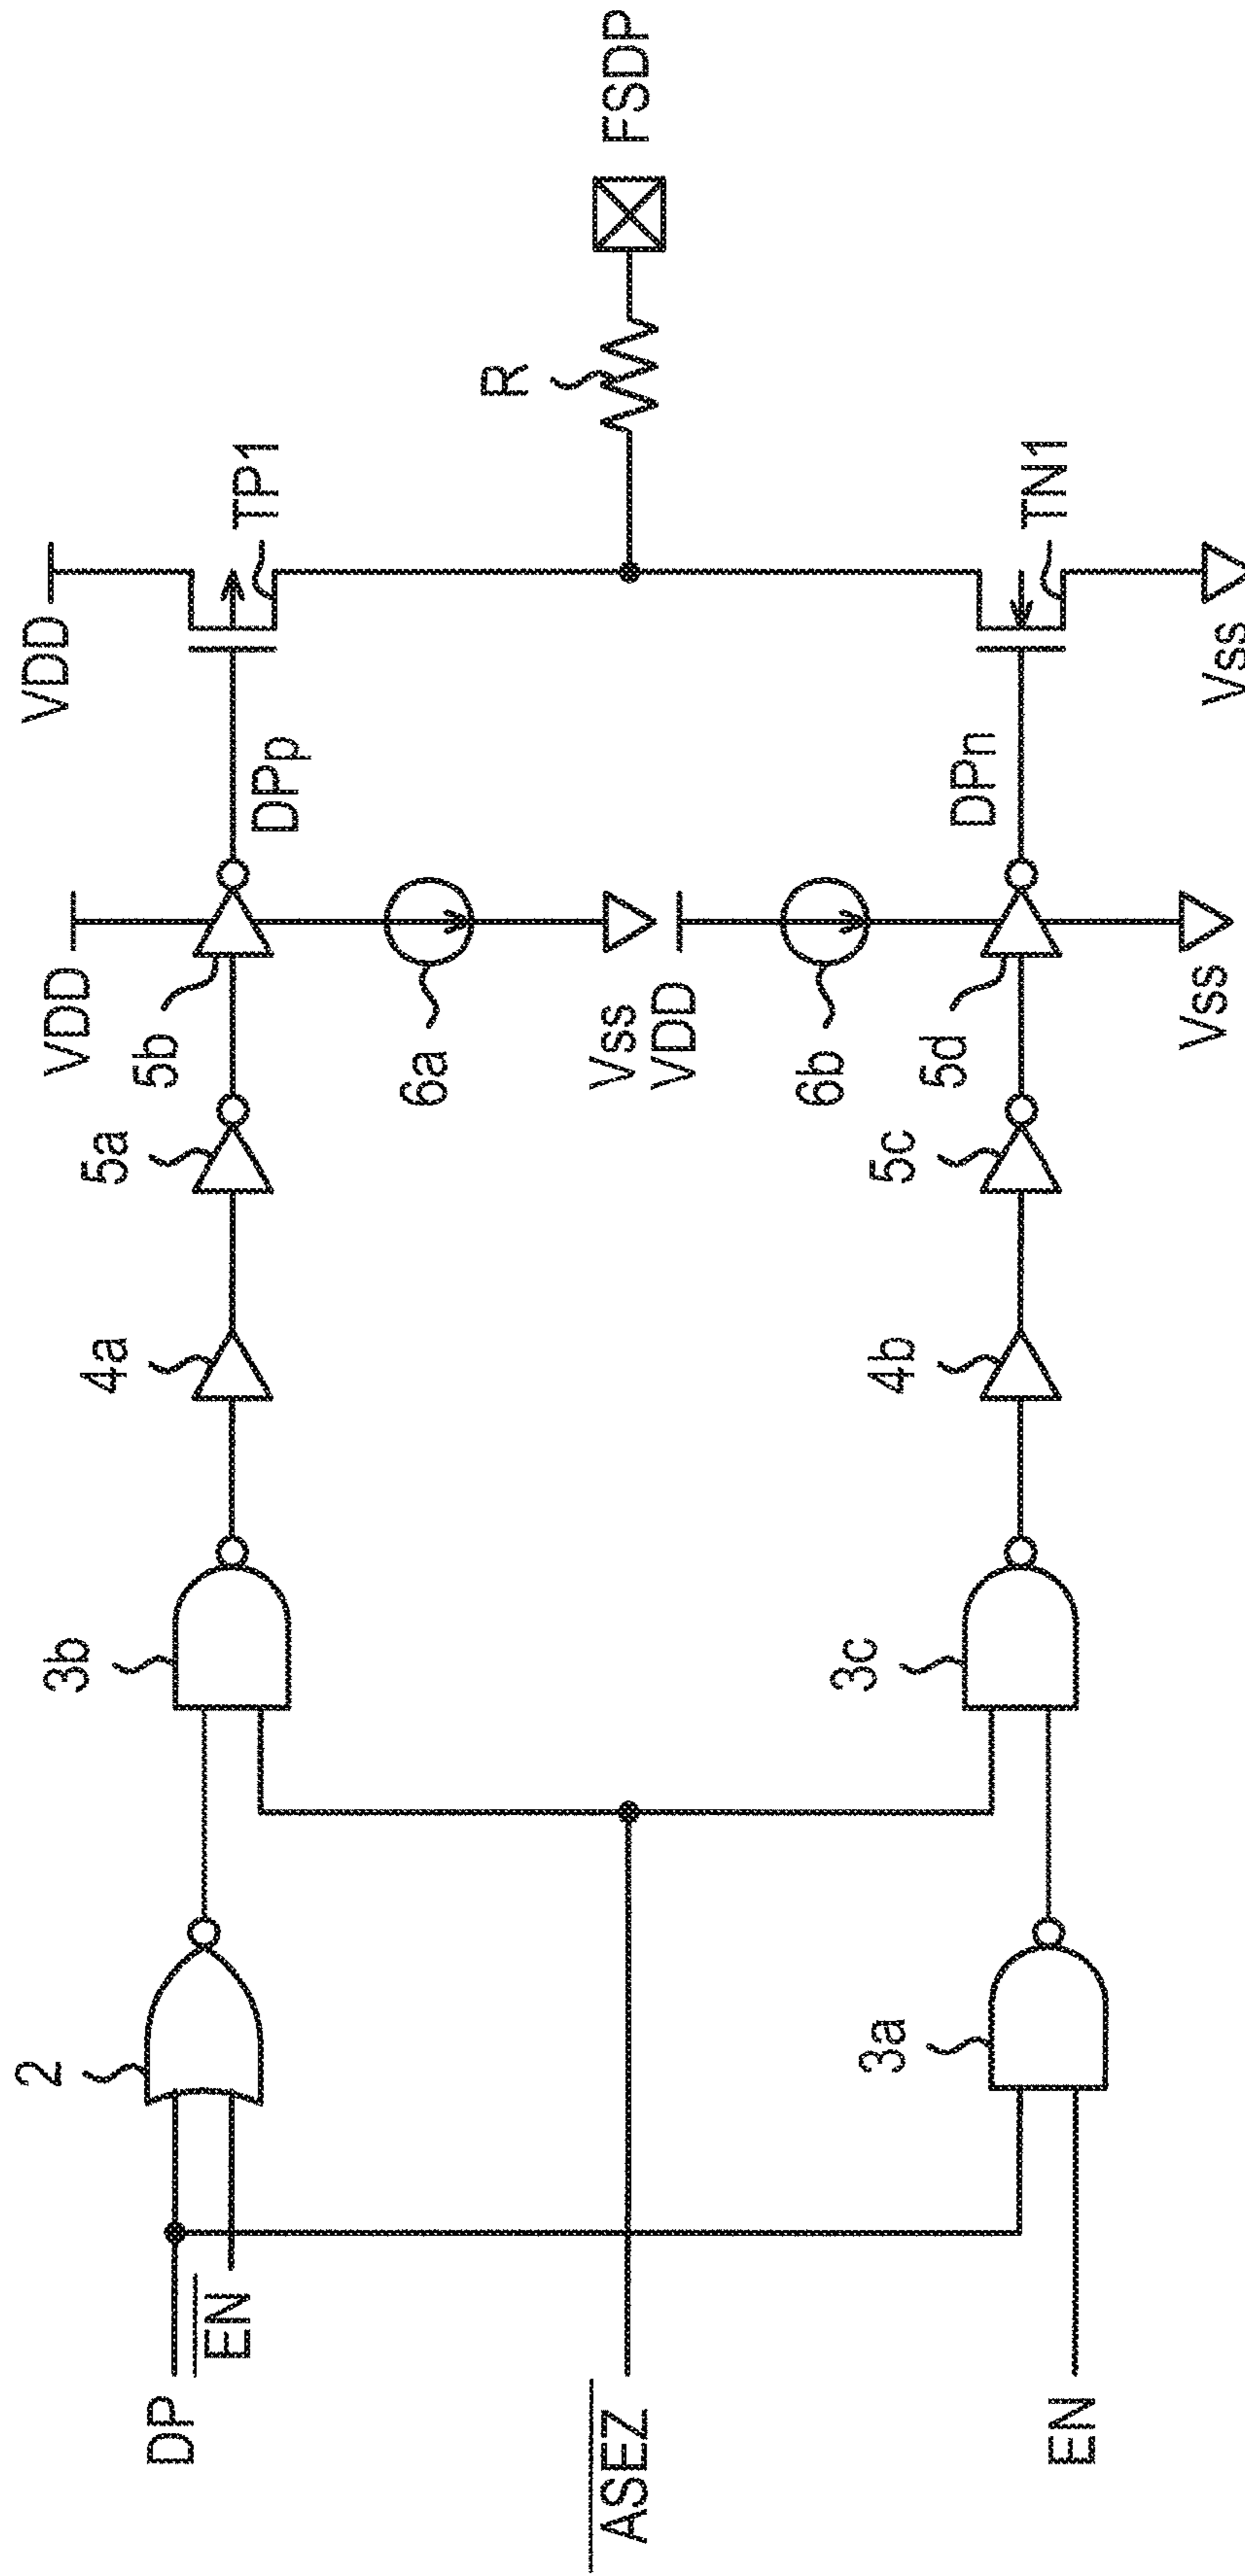 DP
EN
ASEZ
EN
2
3a
3b
3c
4a
4b
5a
5c
VDD
5b
6a
Vss
VDD
6b
5d
Vss
DPp
DPn
VDD
TP1
TN1
Vss
R
FSDP